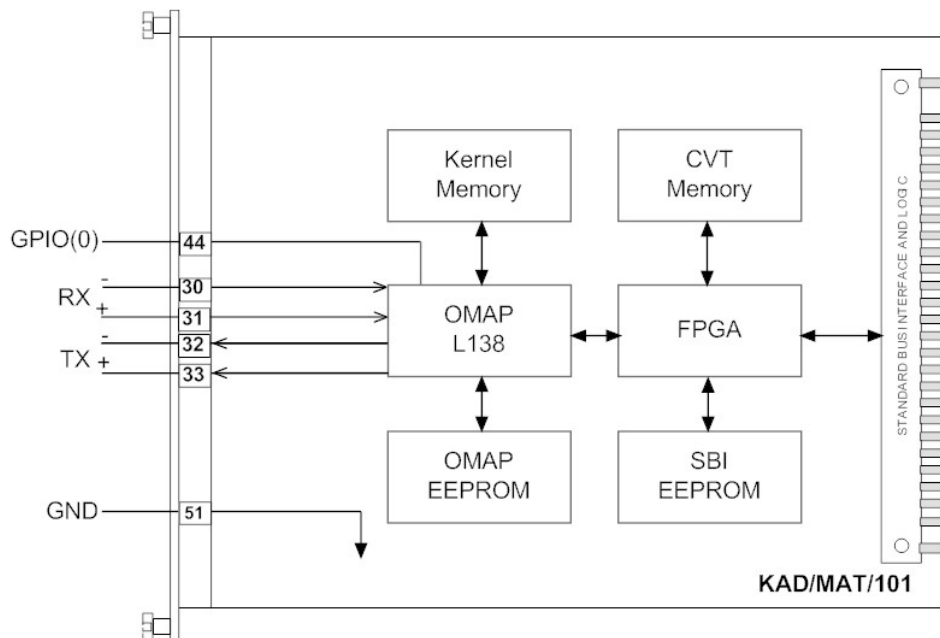 Kernel
Memory
CVT
Memory
GPIO(0)
44
RX
-
30
+
31
OMAP
L138
FPGA
TX
-
32
+
33
OMAP
EEPROM
SBI
EEPROM
GND
51
STANDARD BUS INTERFACE AND LOGIC
KAD/MAT/101